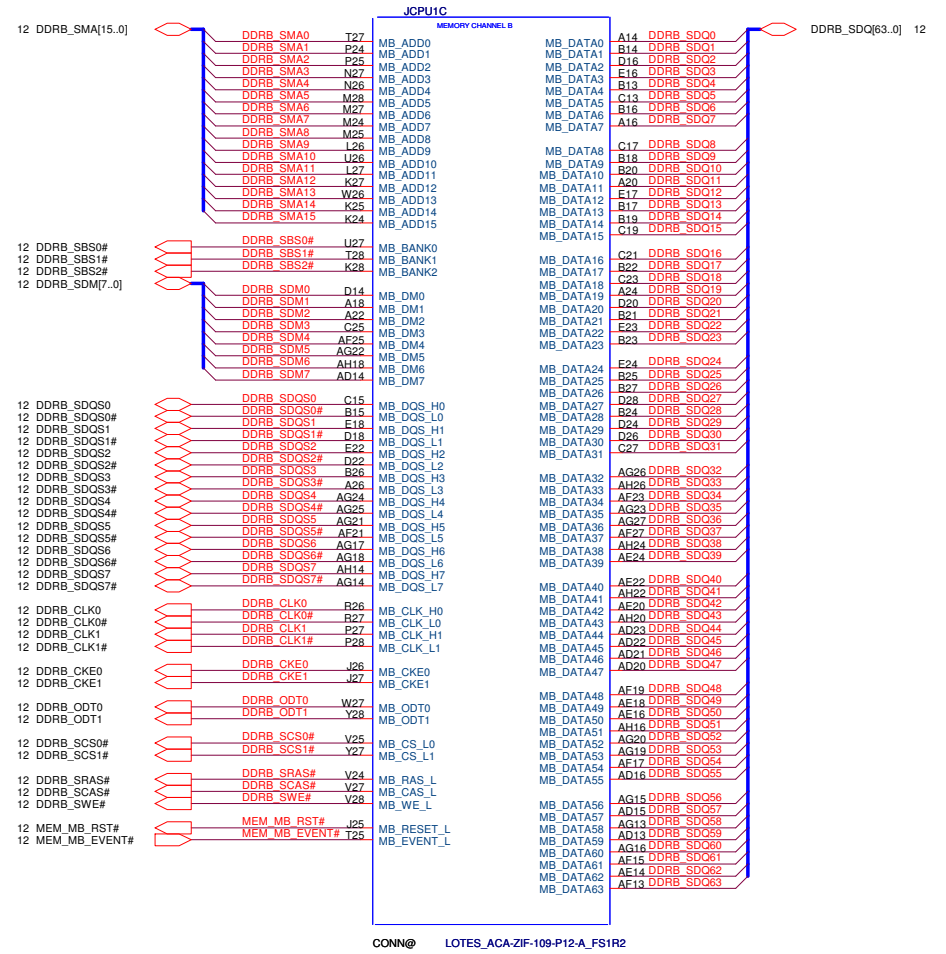 JCPU1C
MEMORY CHANNEL B
12 DDRB_SMA[15..0]
DDRB_SMA0 T27 MB_ADD0
DDRB_SMA1 P24 MB_ADD1
DDRB_SMA2 P25 MB_ADD2
DDRB_SMA3 N27 MB_ADD3
DDRB_SMA4 N26 MB_ADD4
DDRB_SMA5 M28 MB_ADD5
DDRB_SMA6 M27 MB_ADD6
DDRB_SMA7 M24 MB_ADD7
DDRB_SMA8 M25 MB_ADD8
DDRB_SMA9 L26 MB_ADD9
DDRB_SMA10 U26 MB_ADD10
DDRB_SMA11 L27 MB_ADD11
DDRB_SMA12 K27 MB_ADD12
DDRB_SMA13 W26 MB_ADD13
DDRB_SMA14 K25 MB_ADD14
DDRB_SMA15 K24 MB_ADD15
12 DDRB_SBS0# DDRB_SBS0# U27 MB_BANK0
12 DDRB_SBS1# DDRB_SBS1# T28 MB_BANK1
12 DDRB_SBS2# DDRB_SBS2# K28 MB_BANK2
12 DDRB_SDM[7..0]
DDRB_SDM0 D14 MB_DM0
DDRB_SDM1 A18 MB_DM1
DDRB_SDM2 A22 MB_DM2
DDRB_SDM3 C25 MB_DM3
DDRB_SDM4 AF25 MB_DM4
DDRB_SDM5 AG22 MB_DM5
DDRB_SDM6 AH18 MB_DM6
DDRB_SDM7 AD14 MB_DM7
12 DDRB_SDQS0 DDRB_SDQS0 C15 MB_DQS_H0
12 DDRB_SDQS0# DDRB_SDQS0# B15 MB_DQS_L0
12 DDRB_SDQS1 DDRB_SDQS1 E18 MB_DQS_H1
12 DDRB_SDQS1# DDRB_SDQS1# D18 MB_DQS_L1
12 DDRB_SDQS2 DDRB_SDQS2 E22 MB_DQS_H2
12 DDRB_SDQS2# DDRB_SDQS2# D22 MB_DQS_L2
12 DDRB_SDQS3 DDRB_SDQS3 B26 MB_DQS_H3
12 DDRB_SDQS3# DDRB_SDQS3# A26 MB_DQS_L3
12 DDRB_SDQS4 DDRB_SDQS4 AG24 MB_DQS_H4
12 DDRB_SDQS4# DDRB_SDQS4# AG25 MB_DQS_L4
12 DDRB_SDQS5 DDRB_SDQS5 AG21 MB_DQS_H5
12 DDRB_SDQS5# DDRB_SDQS5# AF21 MB_DQS_L5
12 DDRB_SDQS6 DDRB_SDQS6 AG17 MB_DQS_H6
12 DDRB_SDQS6# DDRB_SDQS6# AG18 MB_DQS_L6
12 DDRB_SDQS7 DDRB_SDQS7 AH14 MB_DQS_H7
12 DDRB_SDQS7# DDRB_SDQS7# AG14 MB_DQS_L7
12 DDRB_CLK0 DDRB_CLK0 R26 MB_CLK_H0
12 DDRB_CLK0# DDRB_CLK0# R27 MB_CLK_L0
12 DDRB_CLK1 DDRB_CLK1 P27 MB_CLK_H1
12 DDRB_CLK1# DDRB_CLK1# P28 MB_CLK_L1
12 DDRB_CKE0 DDRB_CKE0 J26 MB_CKE0
12 DDRB_CKE1 DDRB_CKE1 J27 MB_CKE1
12 DDRB_ODT0 DDRB_ODT0 W27 MB_ODT0
12 DDRB_ODT1 DDRB_ODT1 Y28 MB_ODT1
12 DDRB_SCS0# DDRB_SCS0# V25 MB_CS_L0
12 DDRB_SCS1# DDRB_SCS1# Y27 MB_CS_L1
12 DDRB_SRAS# DDRB_SRAS# V24 MB_RAS_L
12 DDRB_SCAS# DDRB_SCAS# V27 MB_CAS_L
12 DDRB_SWE# DDRB_SWE# V28 MB_WE_L
12 MEM_MB_RST# MEM_MB_RST# J25 MB_RESET_L
12 MEM_MB_EVENT# MEM_MB_EVENT# T25 MB_EVENT_L
DDRB_SDQ[63..0] 12
MB_DATA0 A14 DDRB_SDQ0
MB_DATA1 B14 DDRB_SDQ1
MB_DATA2 D16 DDRB_SDQ2
MB_DATA3 E16 DDRB_SDQ3
MB_DATA4 B13 DDRB_SDQ4
MB_DATA5 C13 DDRB_SDQ5
MB_DATA6 B16 DDRB_SDQ6
MB_DATA7 A16 DDRB_SDQ7
MB_DATA8 C17 DDRB_SDQ8
MB_DATA9 B18 DDRB_SDQ9
MB_DATA10 B20 DDRB_SDQ10
MB_DATA11 A20 DDRB_SDQ11
MB_DATA12 E17 DDRB_SDQ12
MB_DATA13 B17 DDRB_SDQ13
MB_DATA14 B19 DDRB_SDQ14
MB_DATA15 C19 DDRB_SDQ15
MB_DATA16 C21 DDRB_SDQ16
MB_DATA17 B22 DDRB_SDQ17
MB_DATA18 C23 DDRB_SDQ18
MB_DATA19 A24 DDRB_SDQ19
MB_DATA20 D20 DDRB_SDQ20
MB_DATA21 B21 DDRB_SDQ21
MB_DATA22 E23 DDRB_SDQ22
MB_DATA23 B23 DDRB_SDQ23
MB_DATA24 E24 DDRB_SDQ24
MB_DATA25 B25 DDRB_SDQ25
MB_DATA26 B27 DDRB_SDQ26
MB_DATA27 D28 DDRB_SDQ27
MB_DATA28 B24 DDRB_SDQ28
MB_DATA29 D24 DDRB_SDQ29
MB_DATA30 D26 DDRB_SDQ30
MB_DATA31 C27 DDRB_SDQ31
MB_DATA32 AG26 DDRB_SDQ32
MB_DATA33 AH26 DDRB_SDQ33
MB_DATA34 AF23 DDRB_SDQ34
MB_DATA35 AG23 DDRB_SDQ35
MB_DATA36 AG27 DDRB_SDQ36
MB_DATA37 AF27 DDRB_SDQ37
MB_DATA38 AH24 DDRB_SDQ38
MB_DATA39 AE24 DDRB_SDQ39
MB_DATA40 AE22 DDRB_SDQ40
MB_DATA41 AH22 DDRB_SDQ41
MB_DATA42 AE20 DDRB_SDQ42
MB_DATA43 AH20 DDRB_SDQ43
MB_DATA44 AD23 DDRB_SDQ44
MB_DATA45 AD22 DDRB_SDQ45
MB_DATA46 AD21 DDRB_SDQ46
MB_DATA47 AD20 DDRB_SDQ47
MB_DATA48 AF19 DDRB_SDQ48
MB_DATA49 AE18 DDRB_SDQ49
MB_DATA50 AE16 DDRB_SDQ50
MB_DATA51 AH16 DDRB_SDQ51
MB_DATA52 AG20 DDRB_SDQ52
MB_DATA53 AG19 DDRB_SDQ53
MB_DATA54 AF17 DDRB_SDQ54
MB_DATA55 AD16 DDRB_SDQ55
MB_DATA56 AG15 DDRB_SDQ56
MB_DATA57 AD15 DDRB_SDQ57
MB_DATA58 AG13 DDRB_SDQ58
MB_DATA59 AD13 DDRB_SDQ59
MB_DATA60 AG16 DDRB_SDQ60
MB_DATA61 AF15 DDRB_SDQ61
MB_DATA62 AE14 DDRB_SDQ62
MB_DATA63 AF13 DDRB_SDQ63
CONN@ LOTES_ACA-ZIF-109-P12-A_FS1R2